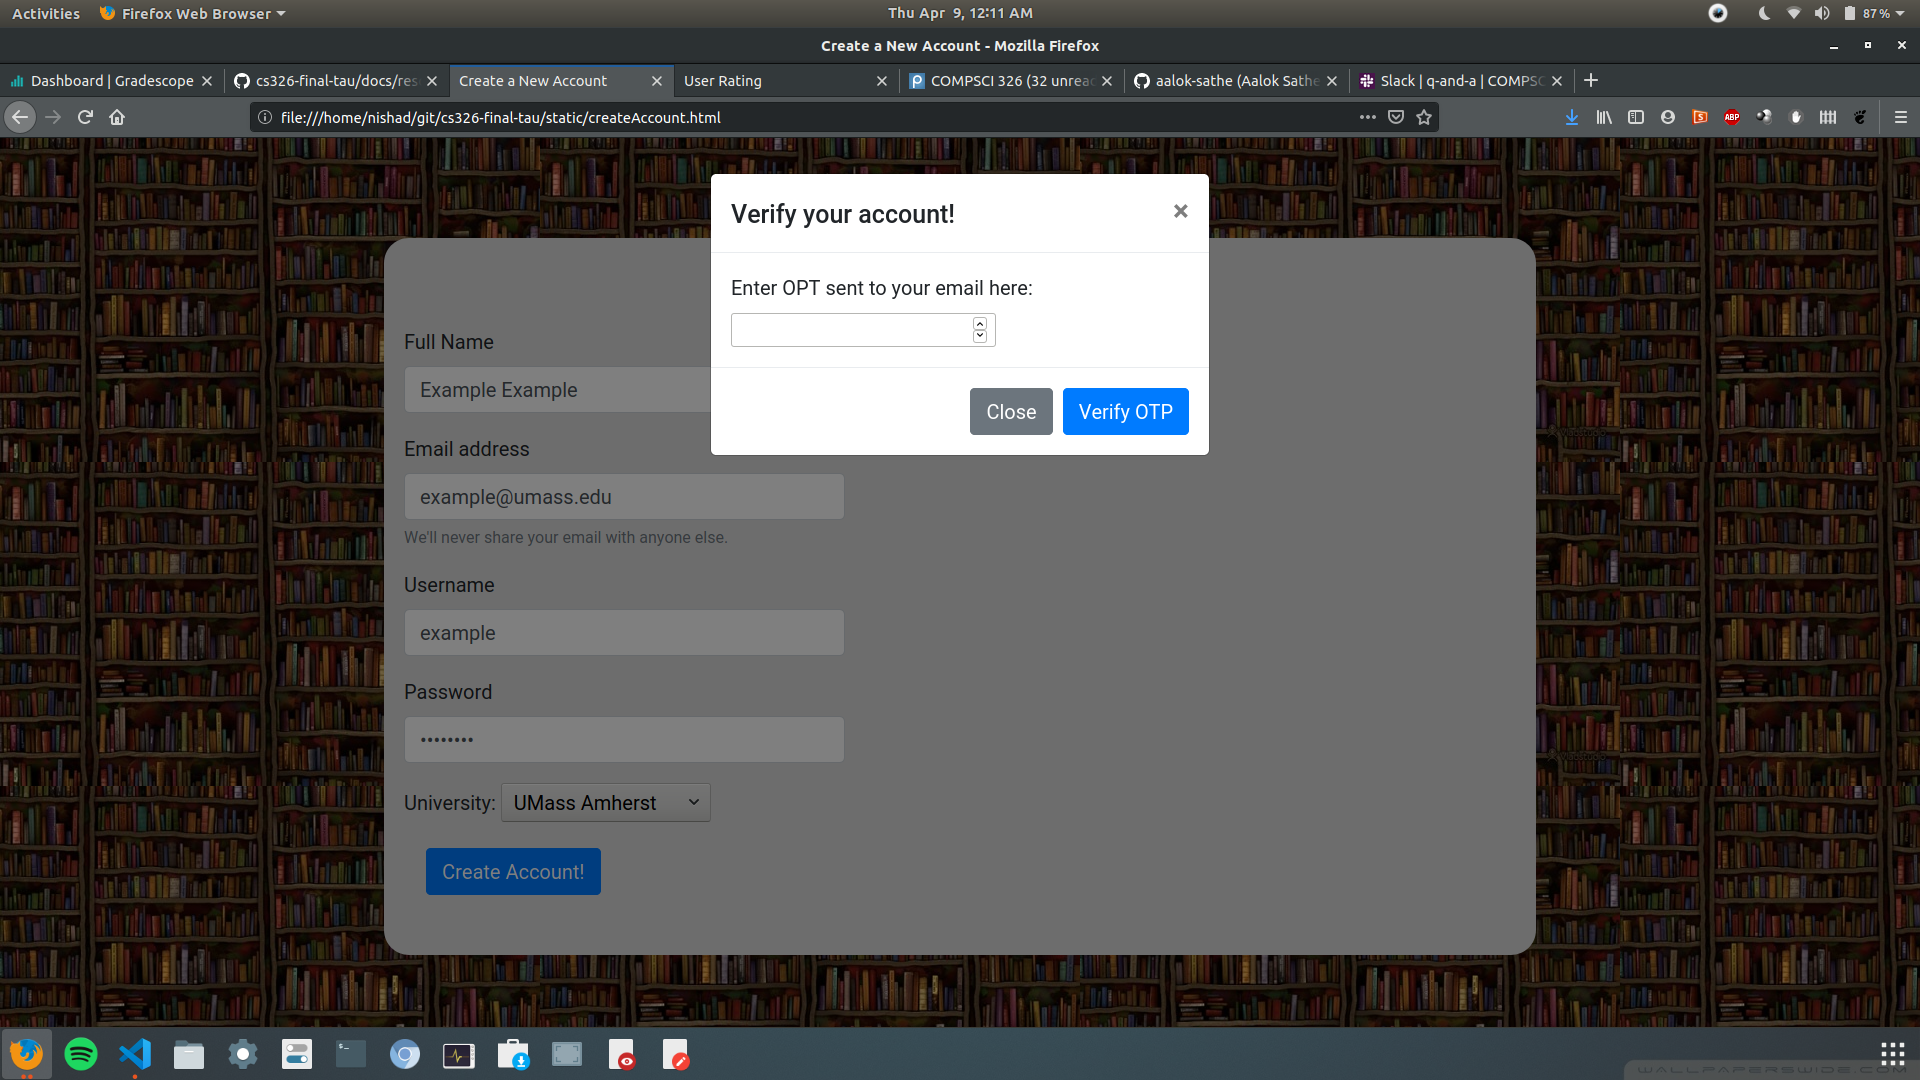 Activities
Firefox Web Browser
Thu Apr 9, 12:11 AM
87 %
Create a New Account - Mozilla Firefox
Dashboard | Gradescope
cs326-final-tau/docs/res
Create a New Account
User Rating
COMPSCI 326 (32 unrea
aalok-sathe (Aalok Sathe
Slack | q-and-a | COMPSC
file:///home/nishad/git/cs326-final-tau/static/createAccount.html
ABP
Verify your account!
Enter OPT sent to your email here:
Close
Verify OTP
Full Name
Example Example
Email address
example@umass.edu
We'll never share your email with anyone else.
Username
example
Password
••••••••
University:
UMass Amherst
Create Account!
WALLPAPERSWIDE.COM